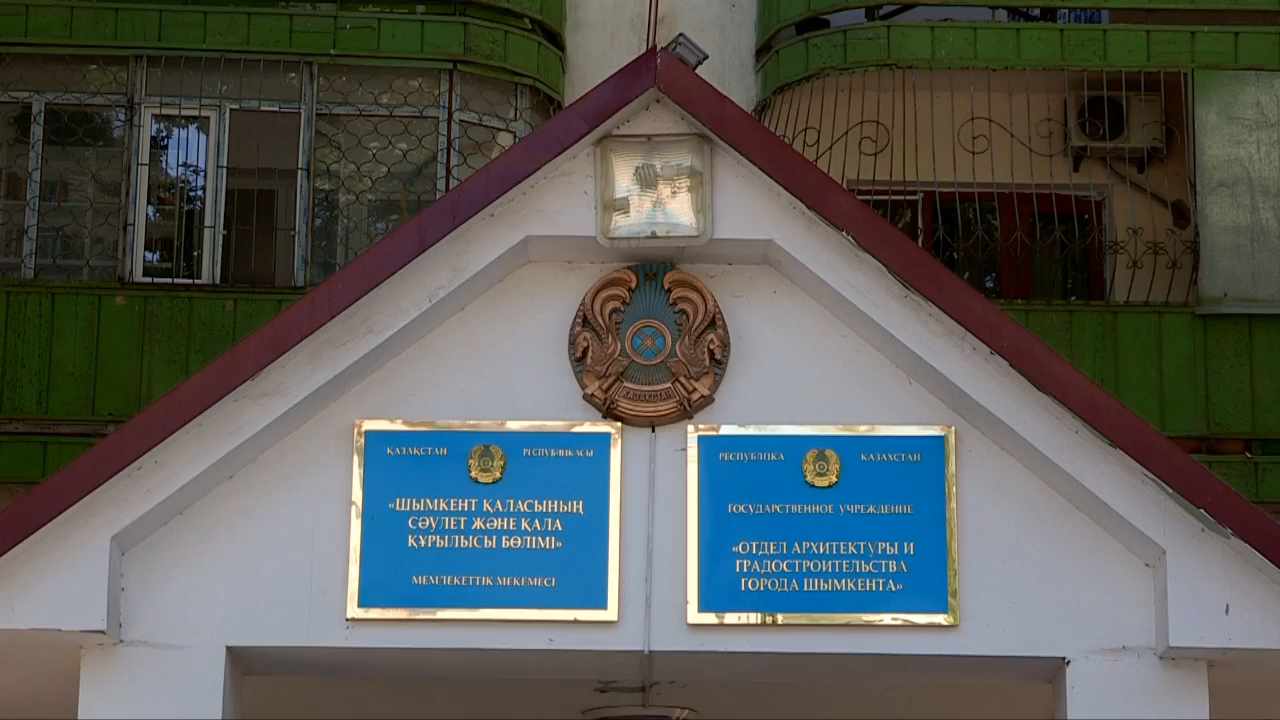 ҚАЗАҚСТАН
ҚАЗАҚСТАН РЕСПУБЛИКАСЫ
«ШЫМКЕНТ ҚАЛАСЫНЫҢ
СӘУЛЕТ ЖӘНЕ ҚАЛА
ҚҰРЫЛЫСЫ БӨЛІМІ»
МЕМЛЕКЕТТІК МЕКЕМЕСІ
РЕСПУБЛИКА КАЗАХСТАН
ГОСУДАРСТВЕННОЕ УЧРЕЖДЕНИЕ
«ОТДЕЛ АРХИТЕКТУРЫ И
ГРАДОСТРОИТЕЛЬСТВА
ГОРОДА ШЫМКЕНТА»